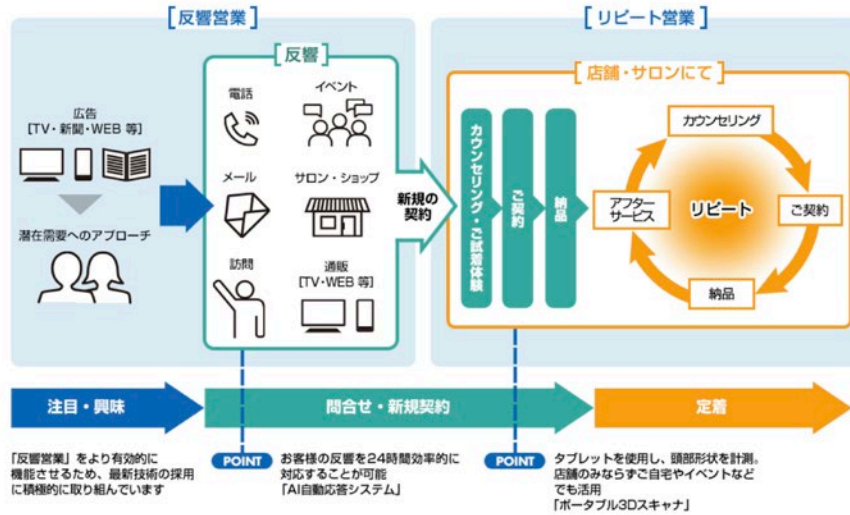 [反響営業]
広告
[TV・新聞・WEB 等]
潜在需要へのアプローチ
[反響]
電話
イベント
メール
サロン・ショップ
訪問
通販
[TV・WEB 等]
新規の
契約
[リピート営業]
[店舗・サロンにて]
カウンセリング・ご試着体験
ご契約
納品
カウンセリング
ご契約
納品
アフター
サービス
リピート
注目・興味
問合せ・新規契約
定着
「反響営業」をより有効的に
機能させるため、最新技術の採用
に積極的に取り組んでいます
POINT
お客様の反響を24時間効率的に
対応することが可能
「AI自動応答システム」
POINT
タブレットを使用し、頭部形状を計測。
店舗のみならずご自宅やイベントなど
でも活用
「ポータブル3Dスキャナ」